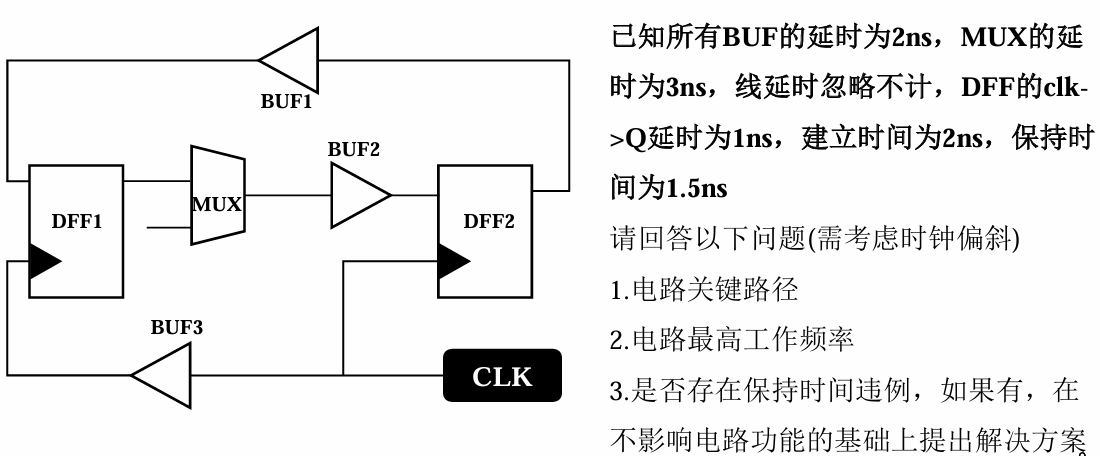 BUF1
BUF2
MUX
DFF1
DFF2
BUF3
CLK
已知所有BUF的延时为2ns，MUX的延
时为3ns，线延时忽略不计，DFF的clk-
>Q延时为1ns，建立时间为2ns，保持时
间为1.5ns
请回答以下问题(需考虑时钟偏斜)
1.电路关键路径
2.电路最高工作频率
3.是否存在保持时间违例，如果有，在
不影响电路功能的基础上提出解决方案。